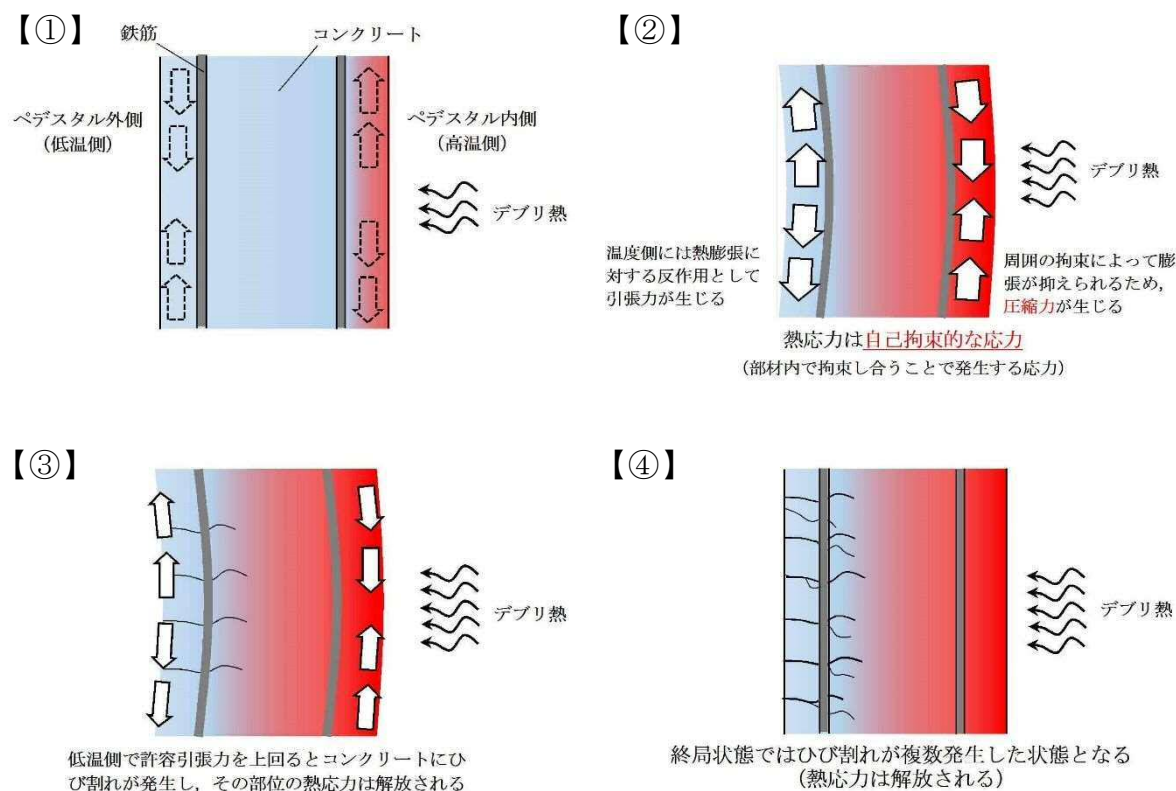 【①】
鉄筋
コンクリート
ペデスタル外側
(低温側)
ペデスタル内側
(高温側)
デブリ熱
【②】
デブリ熱
温度側には熱膨張に
対する反作用として
引張力が生じる
周囲の拘束によって膨
張が抑えられるため,
圧縮力が生じる
熱応力は自己拘束的な応力
(部材内で拘束し合うことで発生する応力)
【③】
デブリ熱
低温側で許容引張力を上回るとコンクリートにひ
び割れが発生し,その部位の熱応力は解放される
【④】
デブリ熱
終局状態ではひび割れが複数発生した状態となる
(熱応力は解放される)